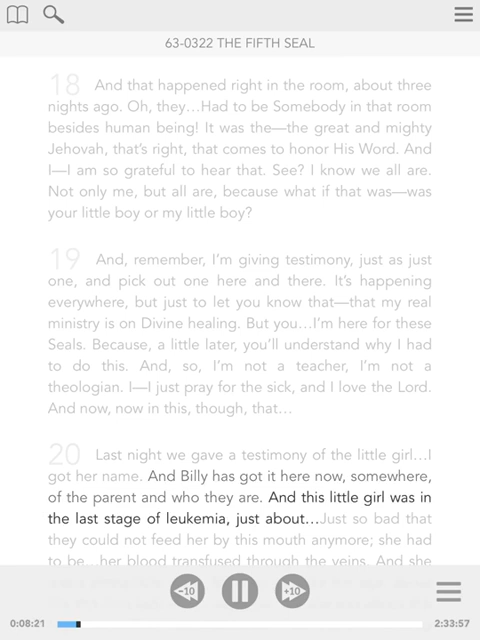 63-0322 THE FIFTH SEAL
18 And that happened right in the room, about three
nights ago. Oh, they…Had to be Somebody in that room
besides human being! It was the—the great and mighty
Jehovah, that's right, that comes to honor His Word. And
I—I am so grateful to hear that. See? I know we all are.
Not only me, but all are, because what if that was—was
your little boy or my little boy?
19 And, remember, I'm giving testimony, just as just
one, and pick out one here and there. It's happening
everywhere, but just to let you know that—that my real
ministry is on Divine healing. But you…I'm here for these
Seals. Because, a little later, you'll understand why I had
to do this. And, so, I'm not a teacher, I'm not a
theologian. I—I just pray for the sick, and I love the Lord.
And now, now in this, though, that…
20 Last night we gave a testimony of the little girl…I
got her name. And Billy has got it here now, somewhere,
of the parent and who they are. And this little girl was in
the last stage of leukemia, just about…Just so bad that
they could not feed her by this mouth anymore; she had
to be…her blood transfused through the veins. And she
-10
+10
0:08:21
2:33:57